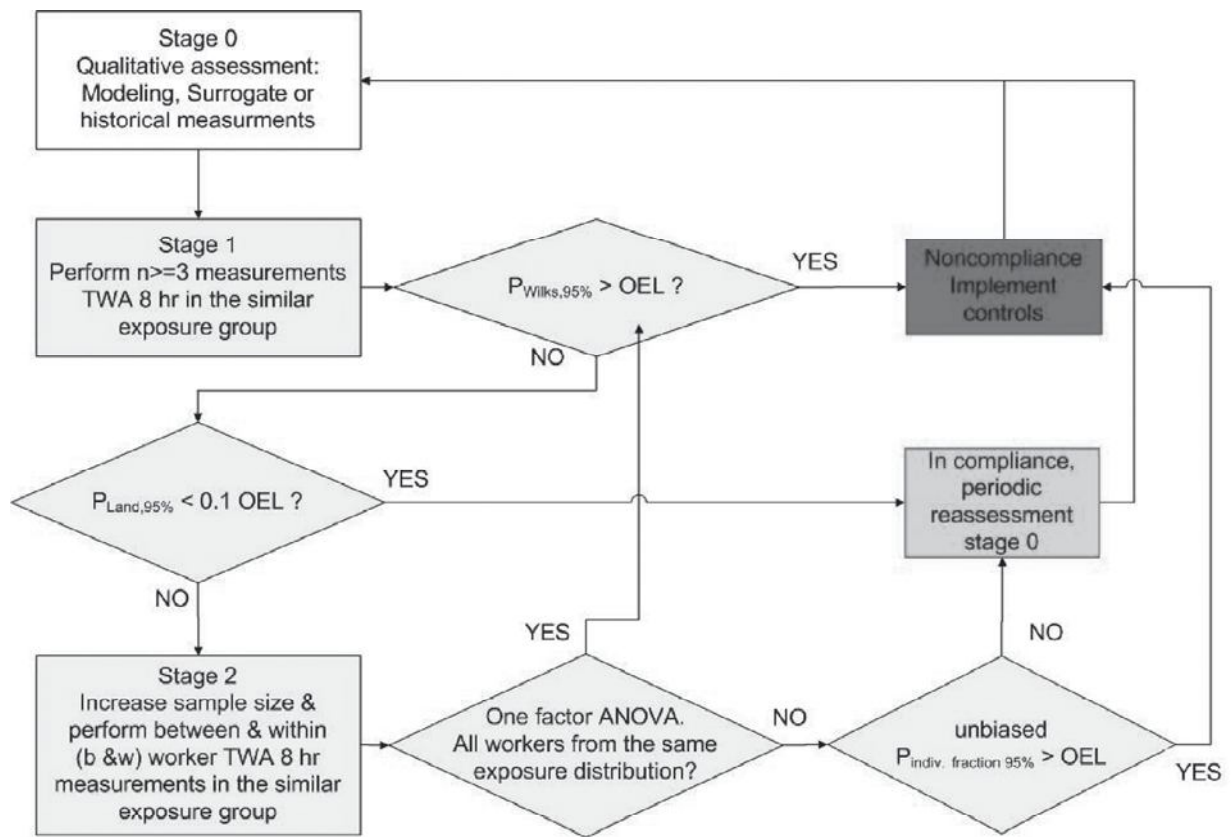 Stage 0
Qualitative assessment:
Modeling, Surrogate or
historical measurments
Stage 1
Perform n>=3 measurements
TWA 8 hr in the similar
exposure group
PWilks,95% > OEL ?
YES
Noncompliance
Implement
controls
NO
PLand,95% < 0.1 OEL ?
YES
In compliance,
periodic
reassessment
stage 0
NO
Stage 2
Increase sample size &
perform between & within
(b &w) worker TWA 8 hr
measurements in the similar
exposure group
YES
One factor ANOVA.
All workers from the same
exposure distribution?
NO
unbiased
Pindiv. fraction 95% > OEL
NO
YES